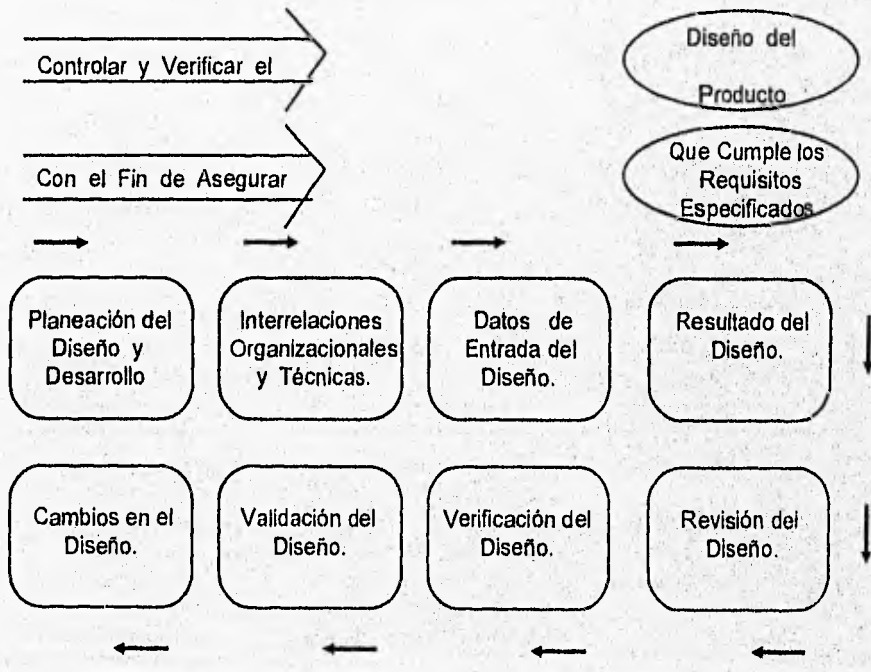 Controlar y Verificar el
Diseño del
Producto
Con el Fin de Asegurar
Que Cumple los
Requisitos
Especificados
Planeación del
Diseño y
Desarrollo
Interrelaciones
Organizacionales
y Técnicas.
Datos de
Entrada del
Diseño.
Resultado del
Diseño.
Cambios en el
Diseño.
Validación del
Diseño.
Verificación del
Diseño.
Revisión del
Diseño.